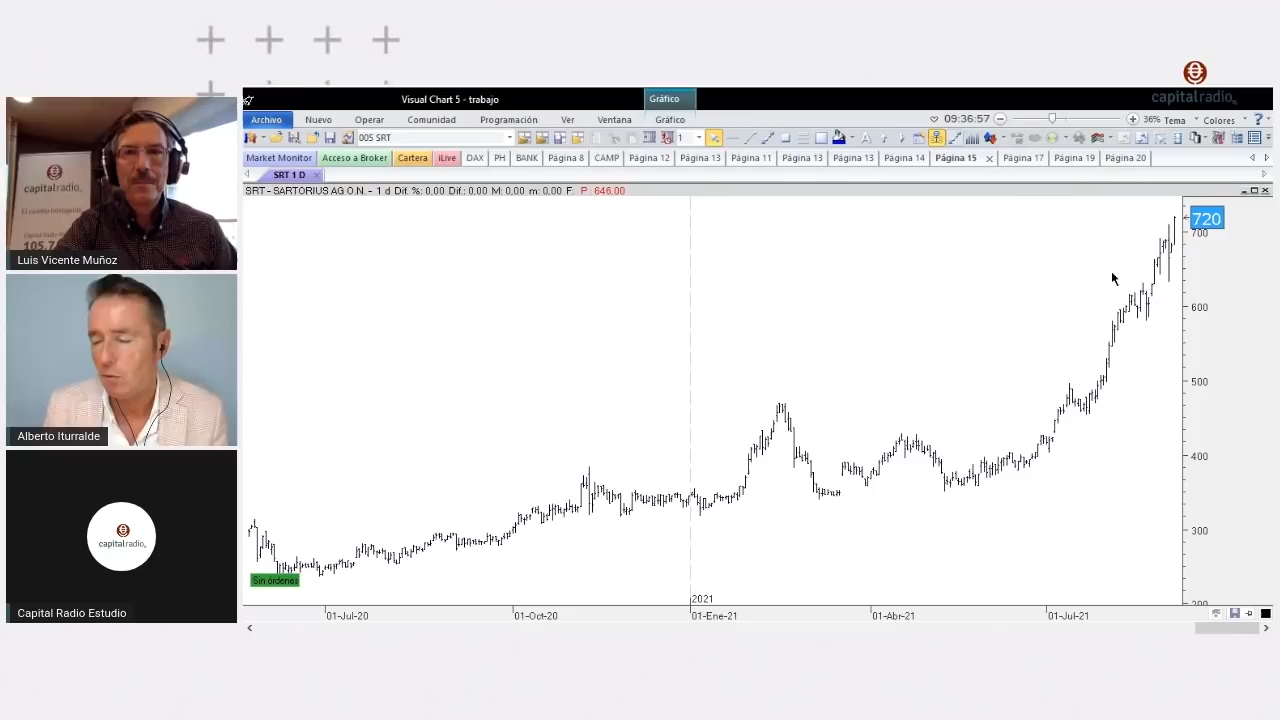 capitalradio
Visual Chart 5 - trabajo
Gráfico
Archivo
Nuevo
Operar
Comunidad
Programación
Ver
Ventana
Gráfico
09:36:57
36%
Tema
Colores
005 SRT
1
Market Monitor
Acceso a Broker
Cartera
iLive
DAX
PH
BANK
Página 8
CAMP
Página 12
Página 13
Página 11
Página 13
Página 13
Página 14
Página 15
Página 17
Página 19
Página 20
SRT 1 D
SRT - SARTORIUS AG O.N. - 1 d Dif. %: 0,00 Dif.: 0,00 M: 0,00 m: 0,00 F. P: 646,00
720
700
600
500
400
300
200
Sin órdenes
2021
01-Jul-20
01-Oct-20
01-Ene-21
01-Abr-21
01-Jul-21
capitalradio
105.7
Luis Vicente Muñoz
Alberto Iturralde
capitalradio
Capital Radio Estudio